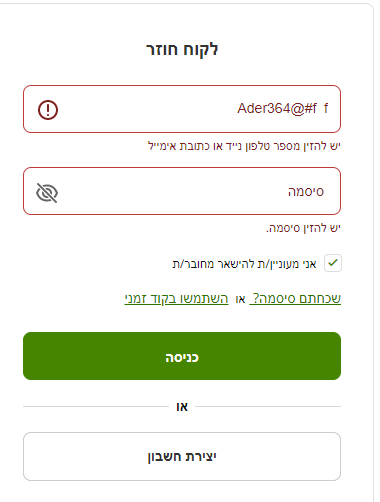 לקוח חוזר
Ader364@#f f
יש להזין מספר טלפון נייד או כתובת אימייל
סיסמה
יש להזין סיסמה.
אני מעוניין/ת להישאר מחובר/ת
שכחתם סיסמה? או השתמשו בקוד זמני
כניסה
או
יצירת חשבון